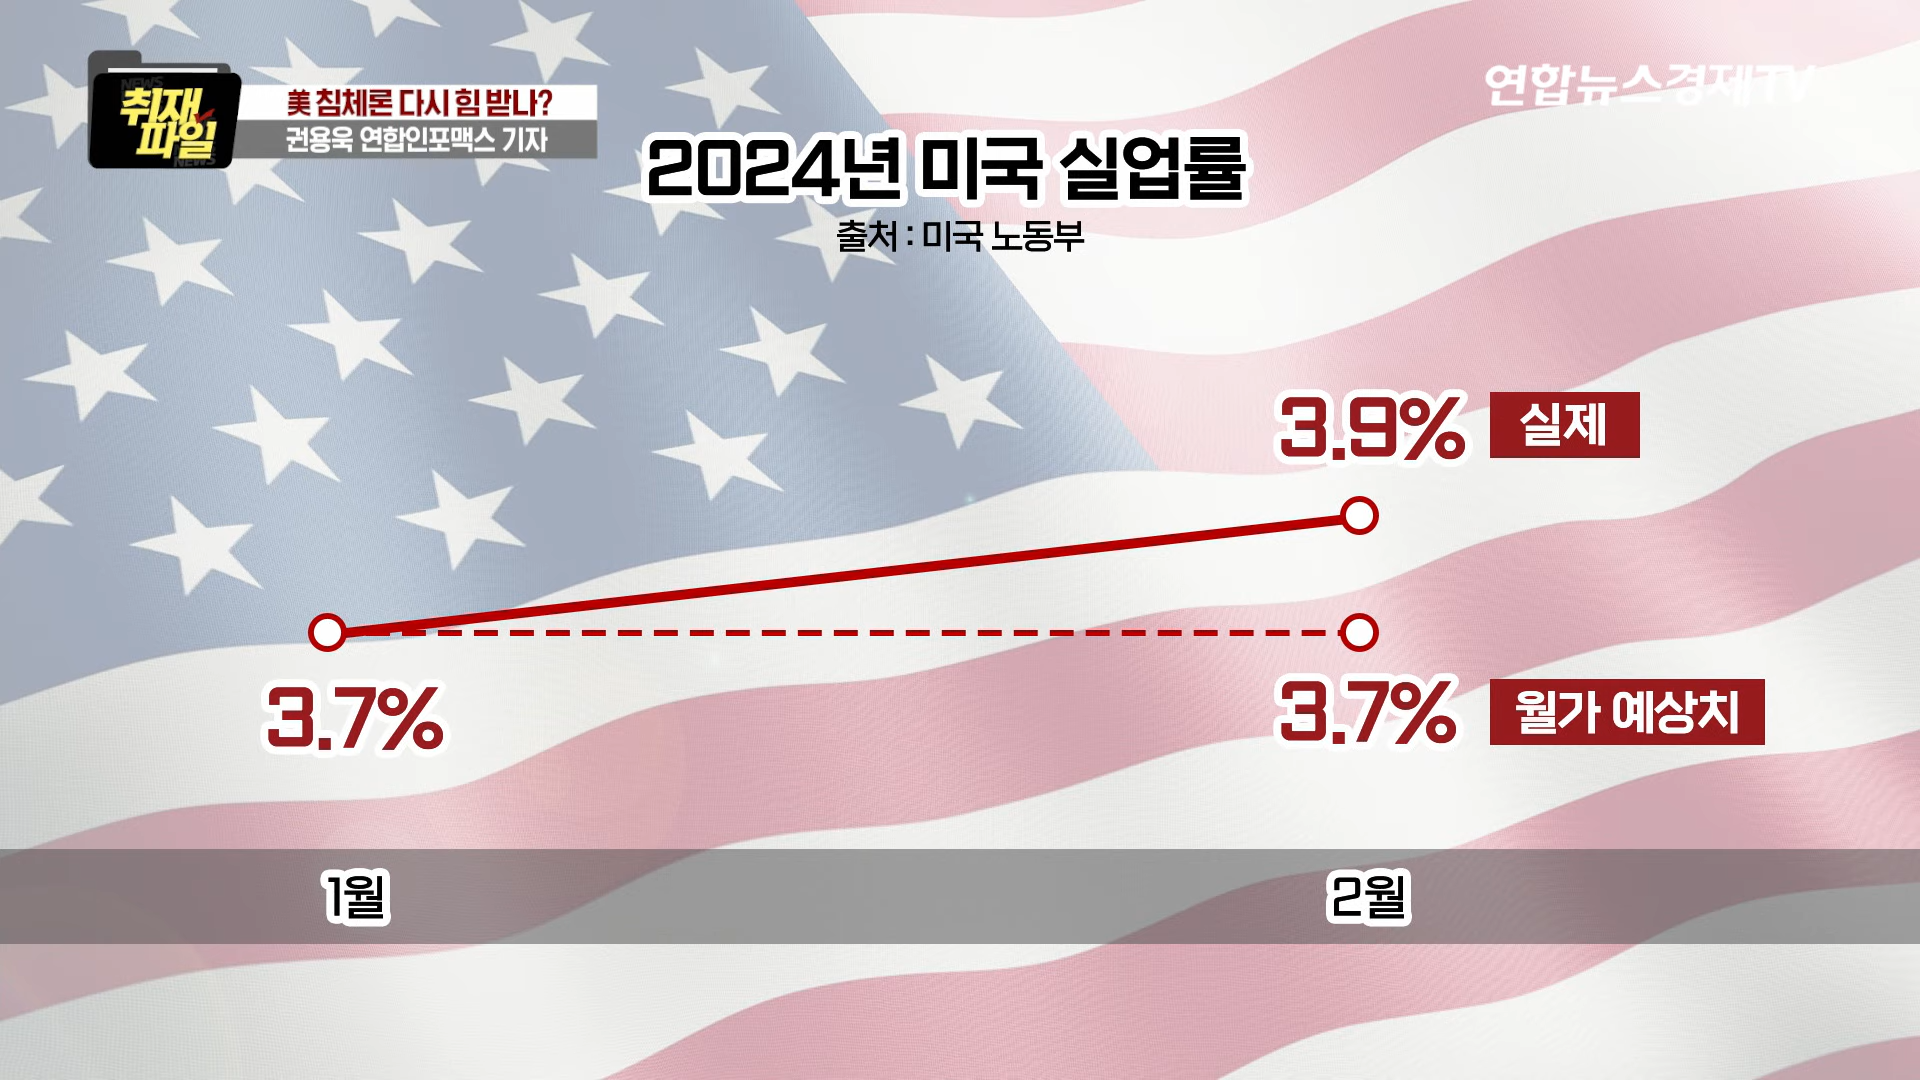 NEWS
취재
파일
NEWS
美 침체론 다시 힘 받나?
권용욱 연합인포맥스 기자
연합뉴스경제TV
2024년 미국 실업률
출처 : 미국 노동부
3.9% 실제
3.7%
3.7% 월가 예상치
1월 2월